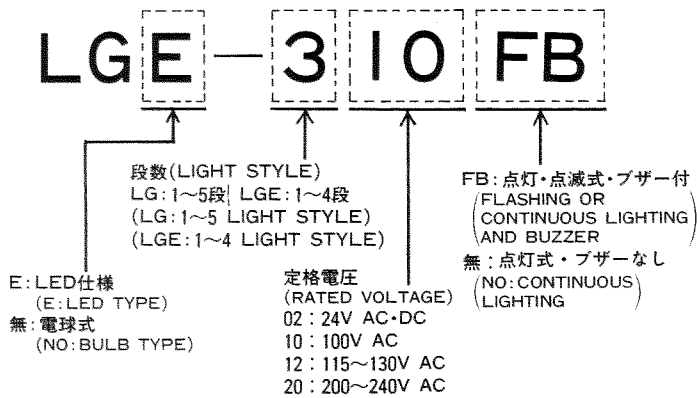 LGE-310FB
段数(LIGHT STYLE)
LG:1~5段 LGE:1~4段
(LG:1~5 LIGHT STYLE)
(LGE:1~4 LIGHT STYLE)
FB:点灯・点滅式・ブザー付
(FLASHING OR
CONTINUOUS LIGHTING
AND BUZZER)
無:点灯式・ブザーなし
(NO:CONTINUOUS
LIGHTING)
E:LED仕様
(E:LED TYPE)
無:電球式
(NO:BULB TYPE)
定格電圧
(RATED VOLTAGE)
02:24V AC・DC
10:100V AC
12:115~130V AC
20:200~240V AC